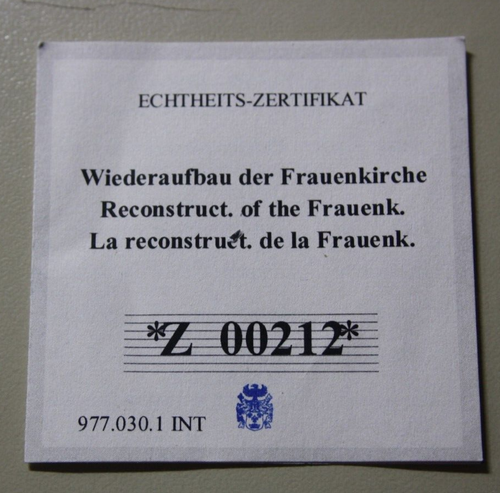 ECHTHEITS-ZERTIFIKAT
Wiederaufbau der Frauenkirche
Reconstruct. of the Frauenk.
La reconstruct. de la Frauenk.
*Z 00212*
977.030.1 INT